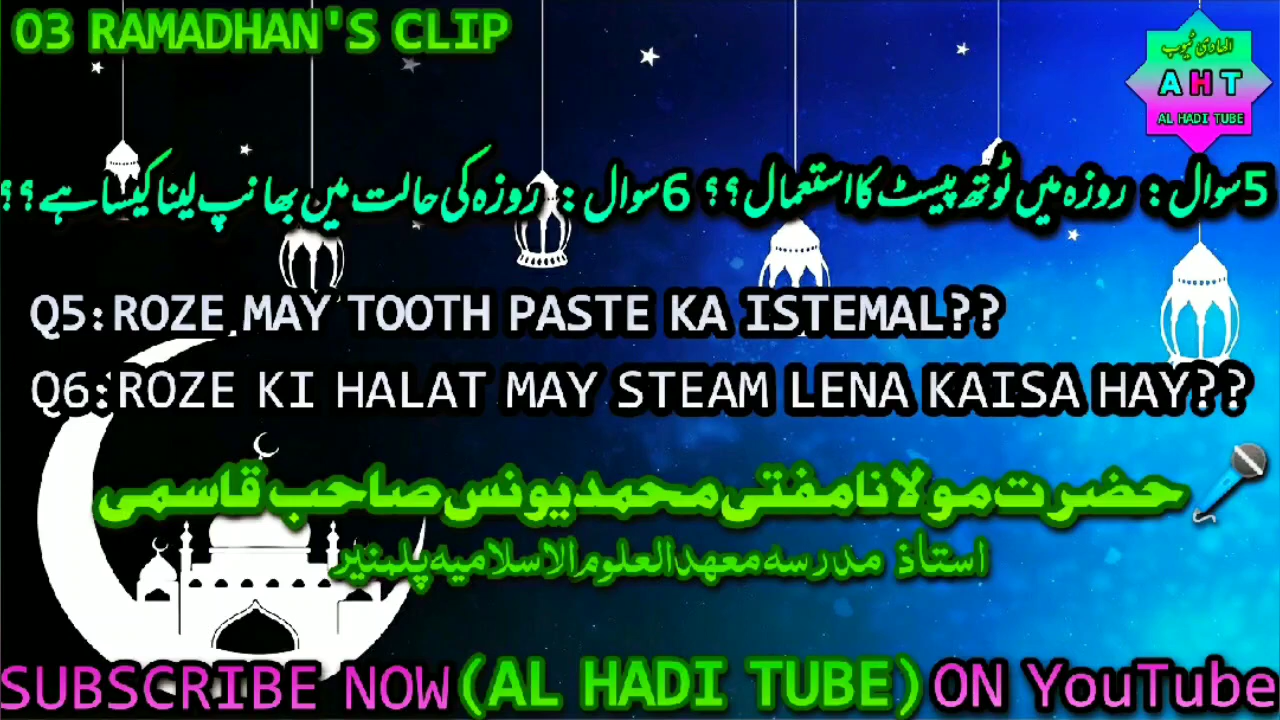 03 RAMADHAN'S CLIP
الهادی ٹیوب
AHT
AL HADI TUBE
5سوال: روزہ میں ٹوتھ پیسٹ کا استعمال؟؟ 6سوال: روزہ کی حالت میں بھانپ لینا کیسا ہے؟؟
Q5:ROZE MAY TOOTH PASTE KA ISTEMAL??
Q6:ROZE KI HALAT MAY STEAM LENA KAISA HAY??
حضرت مولانا مفتی محمد یونس صاحب قاسمی
استاذ مدرسہ معهد العلوم الاسلامیہ پلمنیر
SUBSCRIBE NOW(AL HADI TUBE)ON YouTube